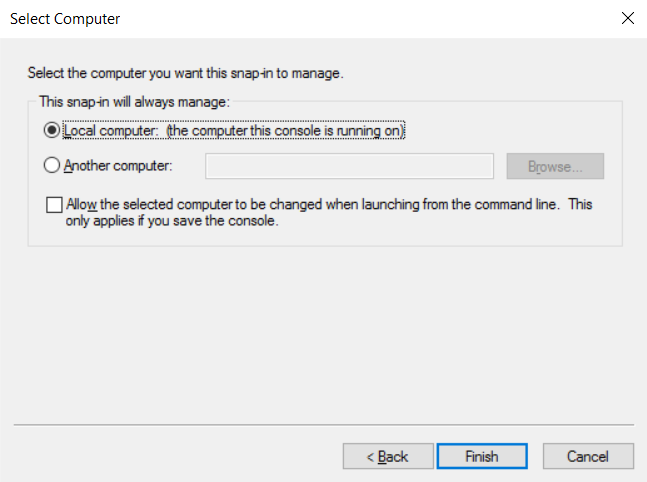 Select Computer
Select the computer you want this snap-in to manage.
This snap-in will always manage:
Local computer: (the computer this console is running on)
Another computer:
Browse...
Allow the selected computer to be changed when launching from the command line. This
only applies if you save the console.
< Back
Finish
Cancel